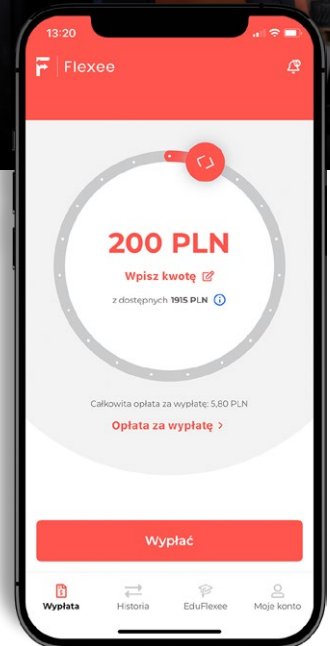 13:20
Flexee
200 PLN
Wpisz kwotę
z dostępnych 1915 PLN
Całkowita opłata za wypłatę: 5,80 PLN
Opłata za wypłatę >
Wypłać
Wypłata
Historia
EduFlexee
Moje konto